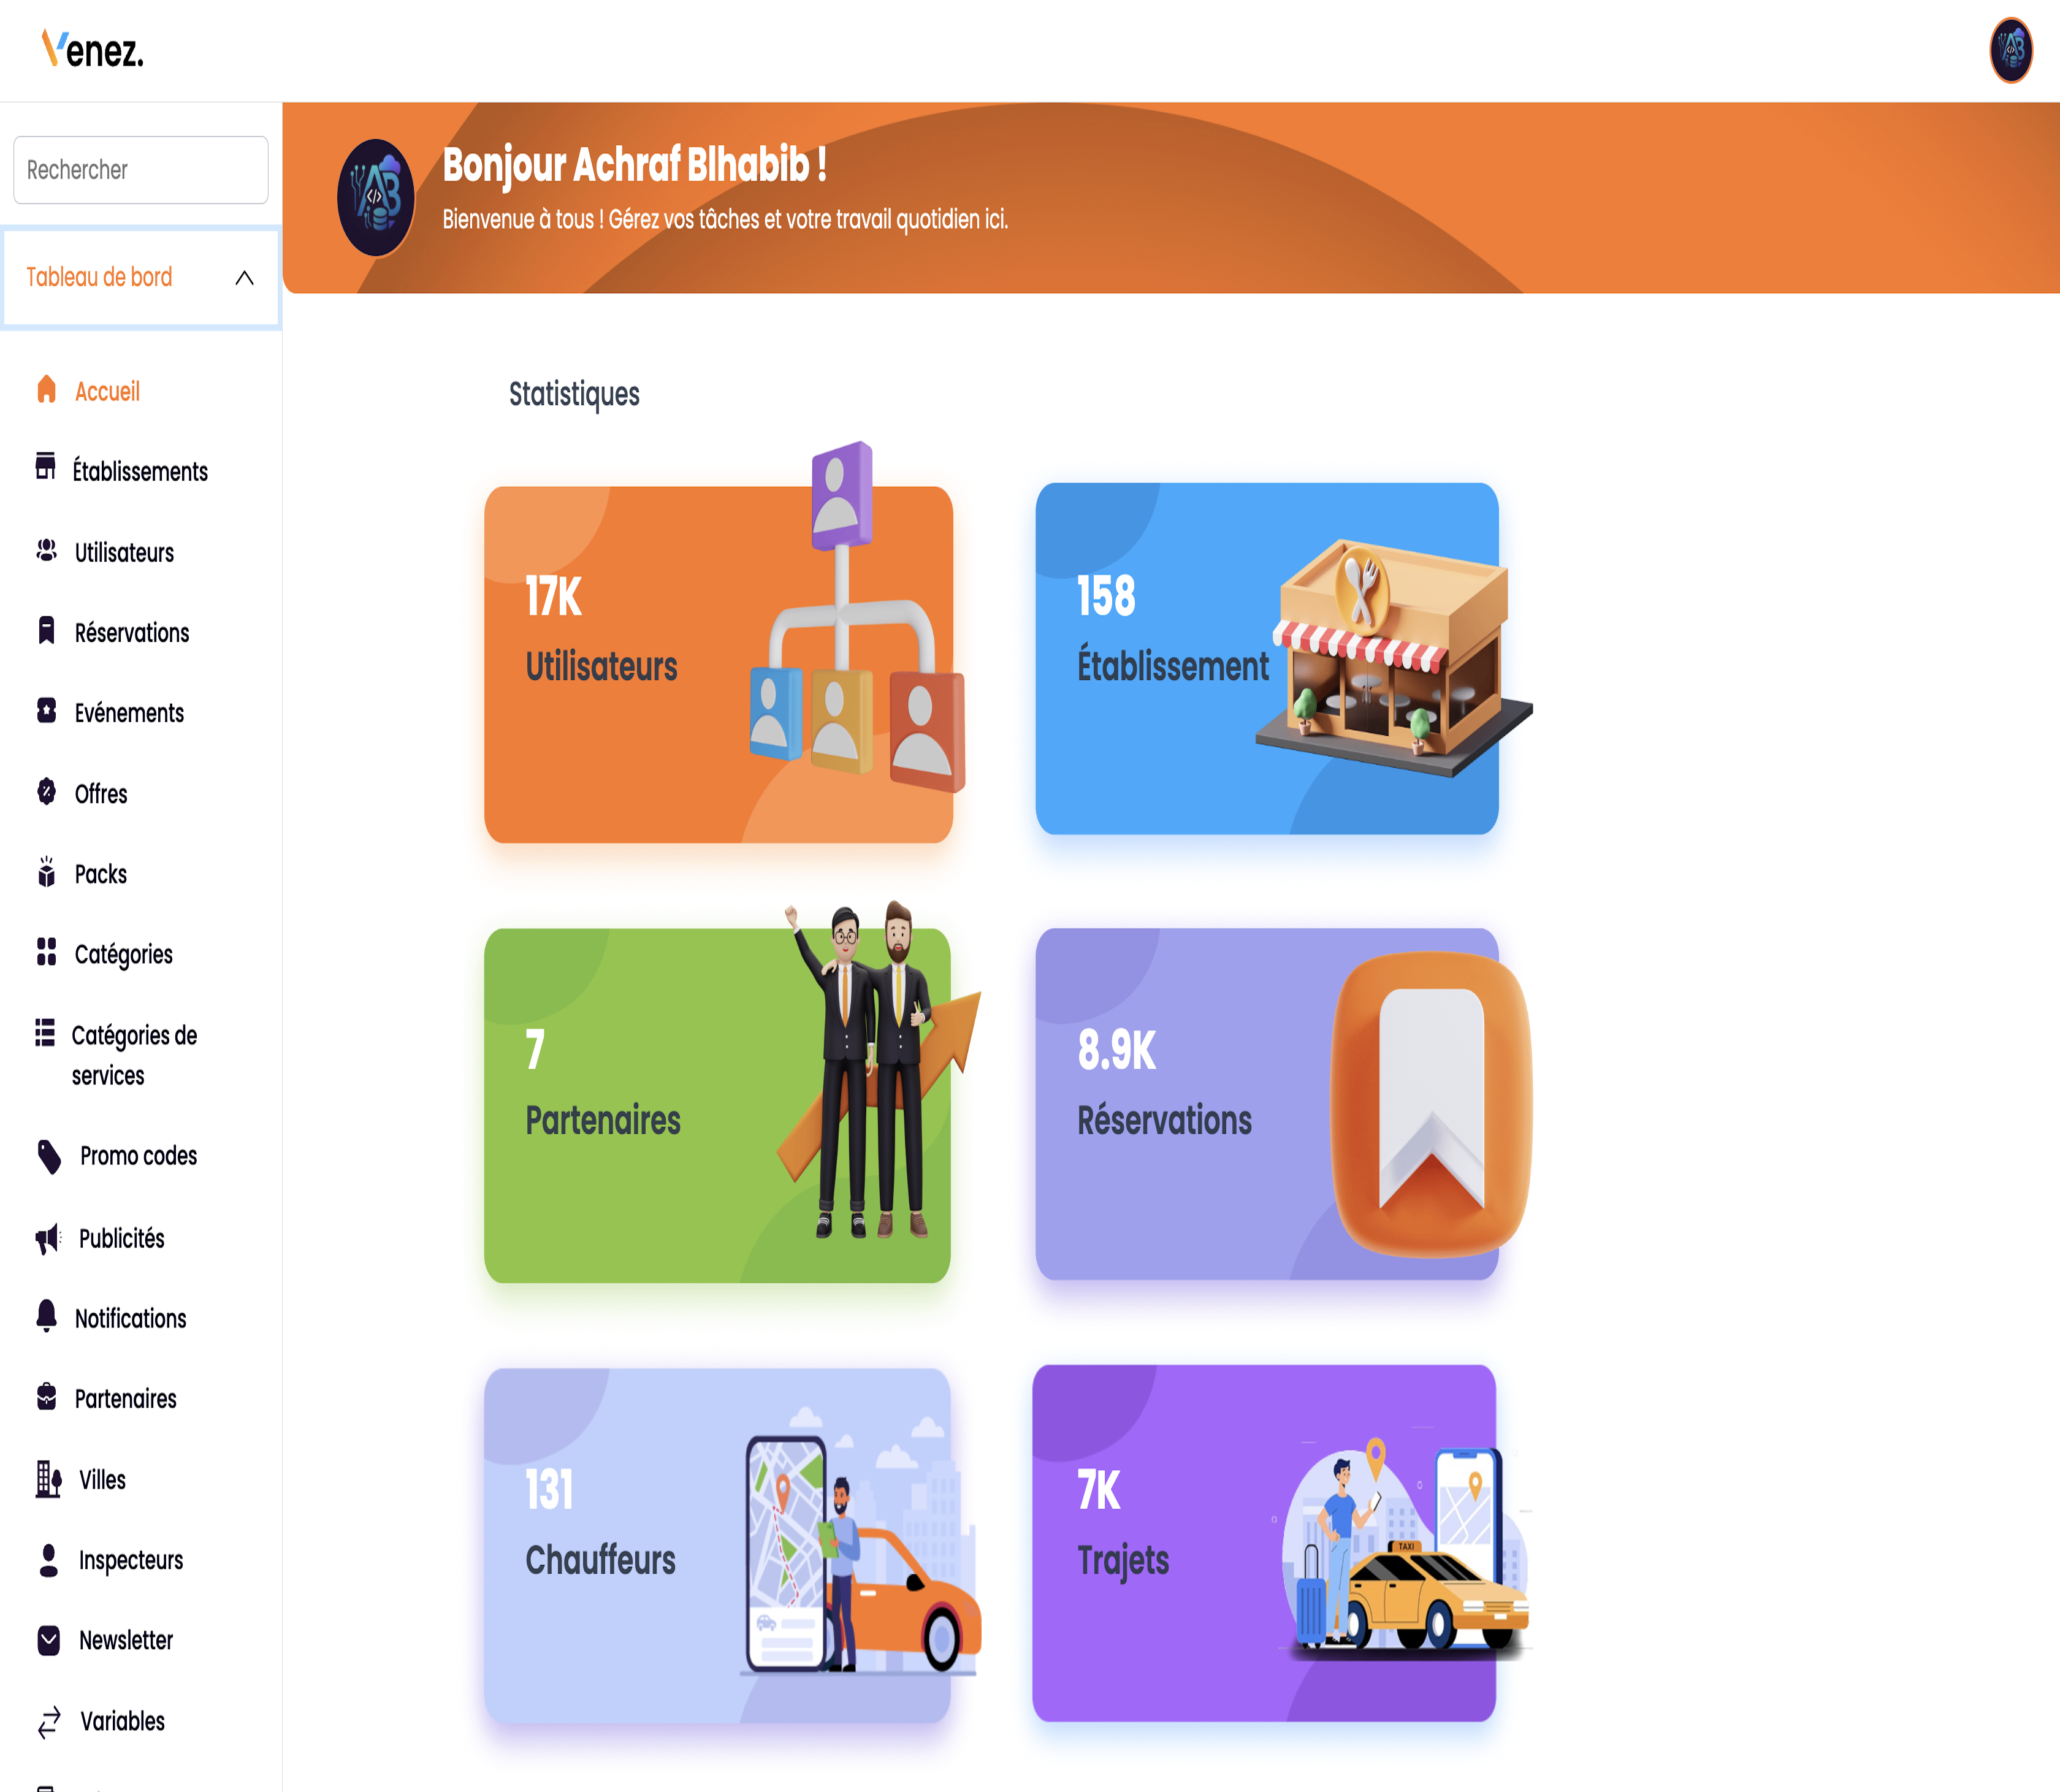 Venez.
Rechercher
Tableau de bord
Accueil
Établissements
Utilisateurs
Réservations
Evénements
Offres
Packs
Catégories
Catégories de
services
Promo codes
Publicités
Notifications
Partenaires
Villes
Inspecteurs
Newsletter
Variables
Bonjour Achraf Blhabib !
Bienvenue à tous ! Gérez vos tâches et votre travail quotidien ici.
Statistiques
17K
Utilisateurs
158
Établissement
7
Partenaires
8.9K
Réservations
131
Chauffeurs
7K
Trajets
TAXI